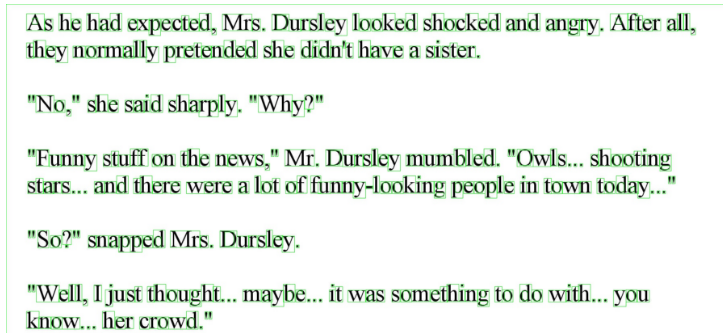 As he had expected, Mrs. Dursley looked shocked and angry. After all,
they normally pretended she didn't have a sister.
"No," she said sharply. "Why?"
"Funny stuff on the news," Mr. Dursley mumbled. "Owls... shooting
stars... and there were a lot of funny-looking people in town today..."
"So?" snapped Mrs. Dursley.
"Well, I just thought... maybe... it was something to do with... you
know... her crowd."